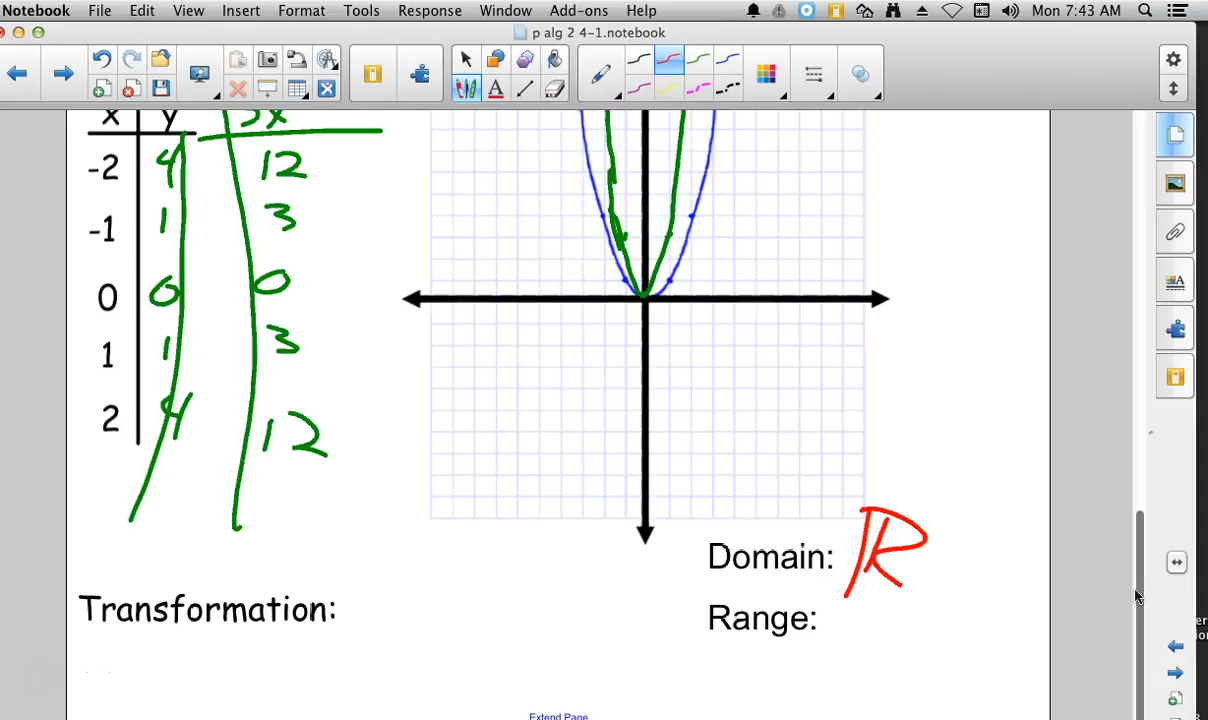 Notebook File Edit View Insert Format Tools Response Window Add-ons Help Mon 7:43 AM
p alg 2 4-1.notebook
x y 3x
-2 4 12
-1 1 3
0 0 0
1 1 3
2 4 12
Domain: ℝ
Transformation:
Range:
Extend Page